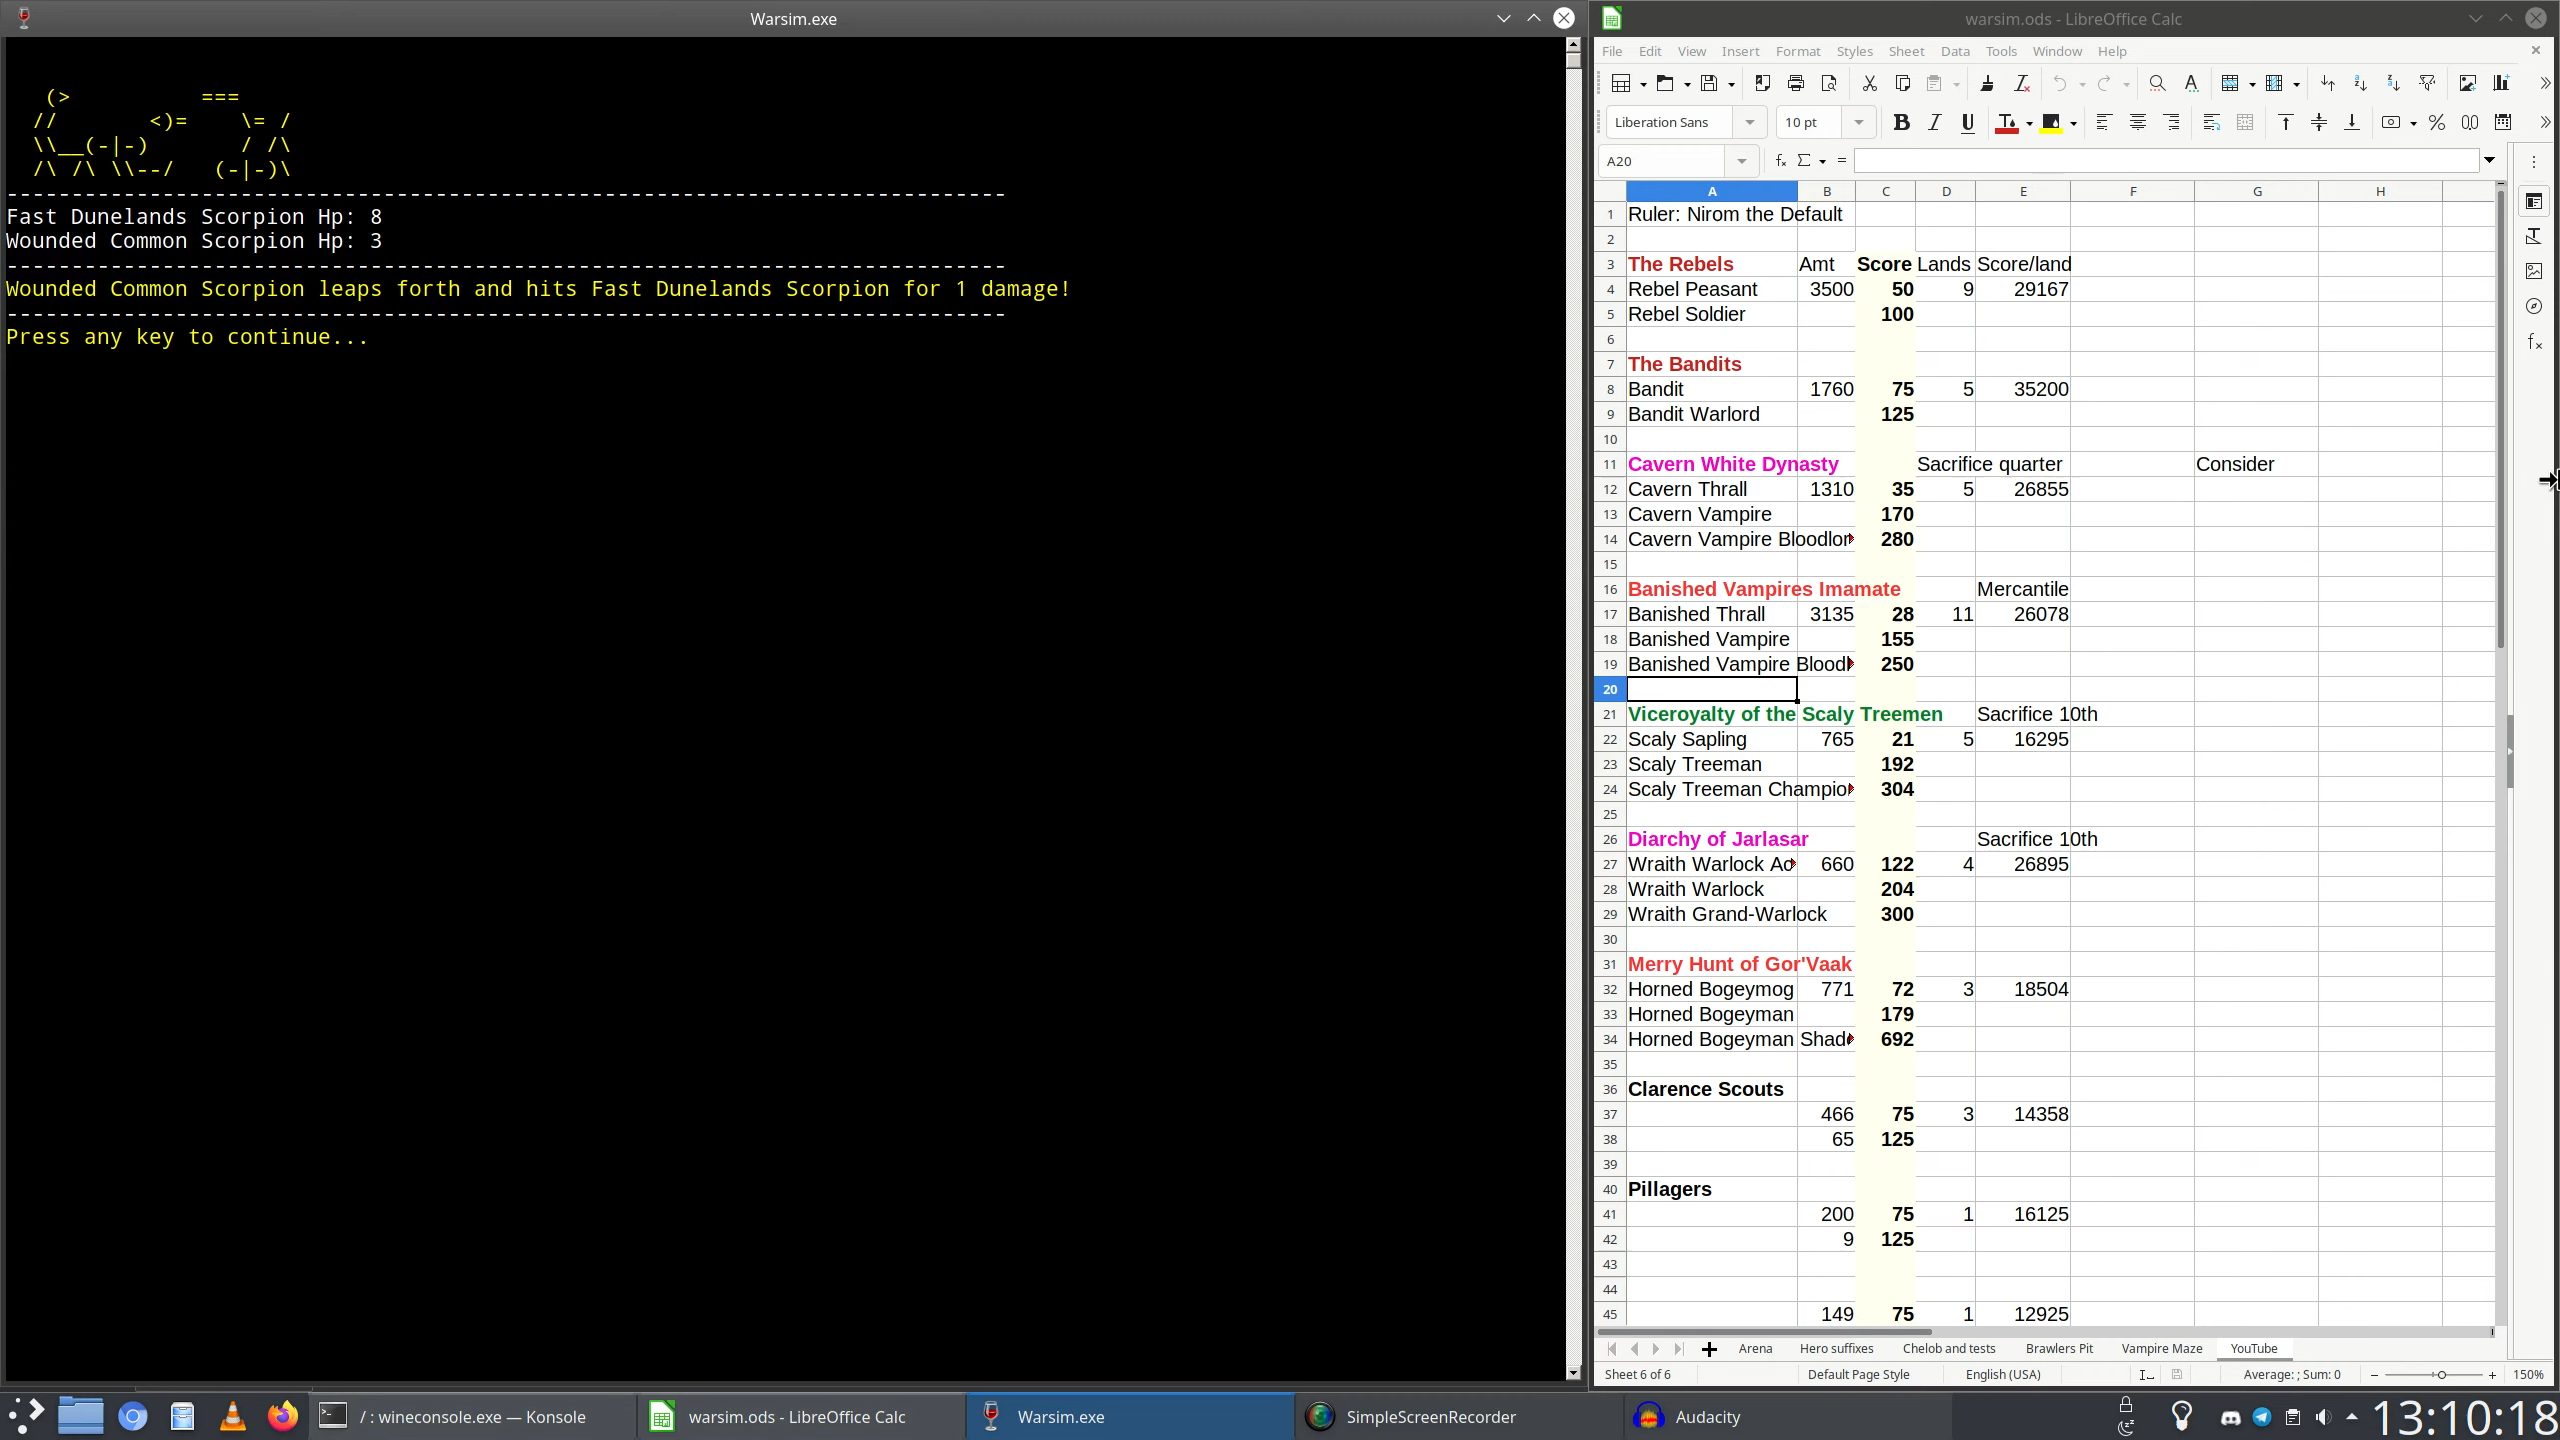 Warsim.exe
(>          ===
//       <)=    \= /
\\__(-|-)       / /\
/\ /\ \\--/   (-|-)\
-----------------------------------------------------------------------------
Fast Dunelands Scorpion Hp: 8
Wounded Common Scorpion Hp: 3
-----------------------------------------------------------------------------
Wounded Common Scorpion leaps forth and hits Fast Dunelands Scorpion for 1 damage!
-----------------------------------------------------------------------------
Press any key to continue...
warsim.ods - LibreOffice Calc
File Edit View Insert Format Styles Sheet Data Tools Window Help
Liberation Sans 10 pt
A20
A B C D E F G H
1 Ruler: Nirom the Default
2
3 The Rebels Amt Score Lands Score/land
4 Rebel Peasant 3500 50 9 29167
5 Rebel Soldier 100
6
7 The Bandits
8 Bandit 1760 75 5 35200
9 Bandit Warlord 125
10
11 Cavern White Dynasty Sacrifice quarter Consider
12 Cavern Thrall 1310 35 5 26855
13 Cavern Vampire 170
14 Cavern Vampire Bloodlor 280
15
16 Banished Vampires Imamate Mercantile
17 Banished Thrall 3135 28 11 26078
18 Banished Vampire 155
19 Banished Vampire Bloodl 250
20
21 Viceroyalty of the Scaly Treemen Sacrifice 10th
22 Scaly Sapling 765 21 5 16295
23 Scaly Treeman 192
24 Scaly Treeman Champio 304
25
26 Diarchy of Jarlasar Sacrifice 10th
27 Wraith Warlock Ac 660 122 4 26895
28 Wraith Warlock 204
29 Wraith Grand-Warlock 300
30
31 Merry Hunt of Gor'Vaak
32 Horned Bogeymog 771 72 3 18504
33 Horned Bogeyman 179
34 Horned Bogeyman Shad 692
35
36 Clarence Scouts
37 466 75 3 14358
38 65 125
39
40 Pillagers
41 200 75 1 16125
42 9 125
43
44
45 149 75 1 12925
Arena Hero suffixes Chelob and tests Brawlers Pit Vampire Maze YouTube
Sheet 6 of 6 Default Page Style English (USA) Average: ; Sum: 0 150%
/ : wineconsole.exe — Konsole warsim.ods - LibreOffice Calc Warsim.exe SimpleScreenRecorder Audacity 13:10:18